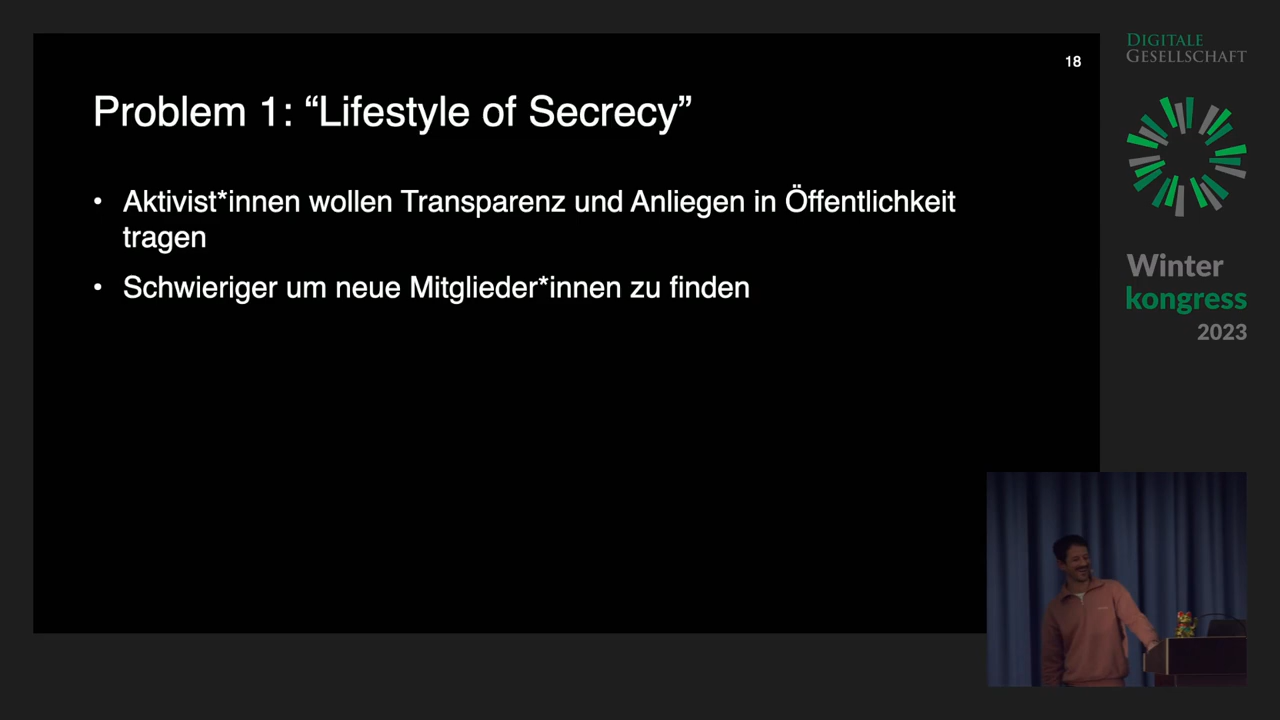 18
Problem 1: “Lifestyle of Secrecy”
• Aktivist*innen wollen Transparenz und Anliegen in Öffentlichkeit
tragen
• Schwieriger um neue Mitglieder*innen zu finden
DIGITALE
GESELLSCHAFT
Winter
kongress
2023